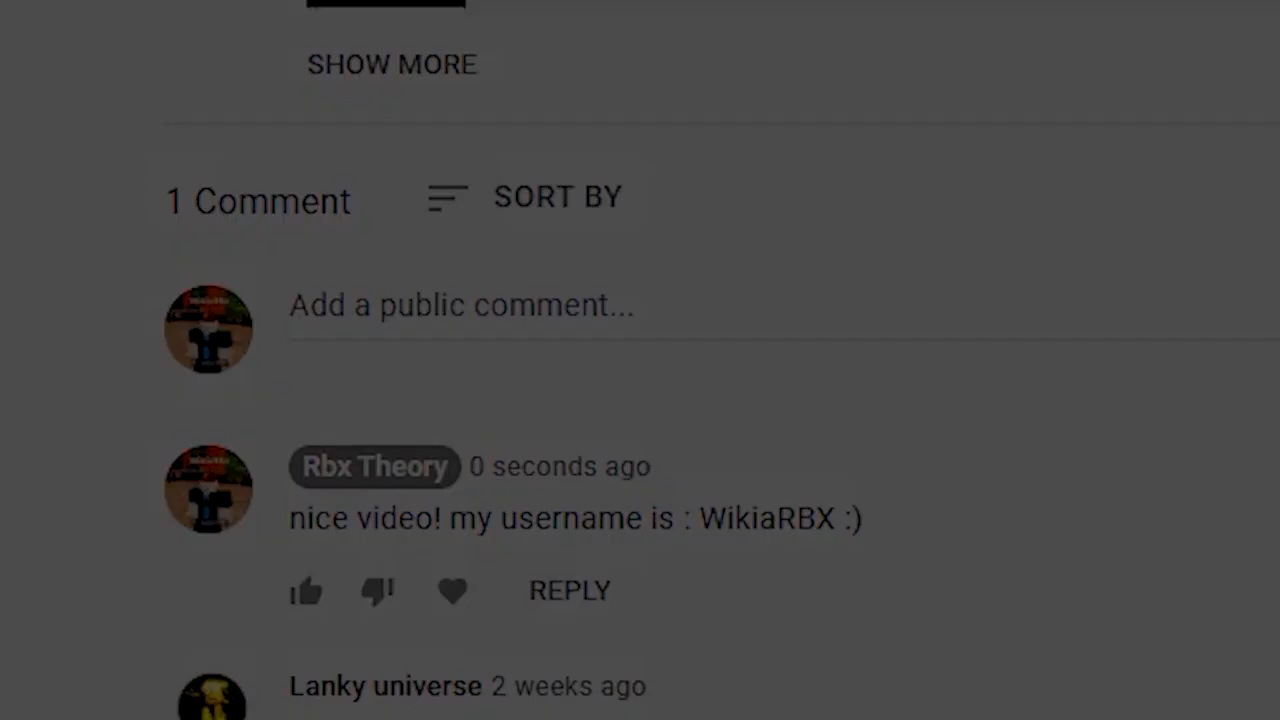 SHOW MORE
1 Comment
SORT BY
Add a public comment...
Rbx Theory 0 seconds ago
nice video! my username is : WikiaRBX :)
REPLY
Lanky universe 2 weeks ago